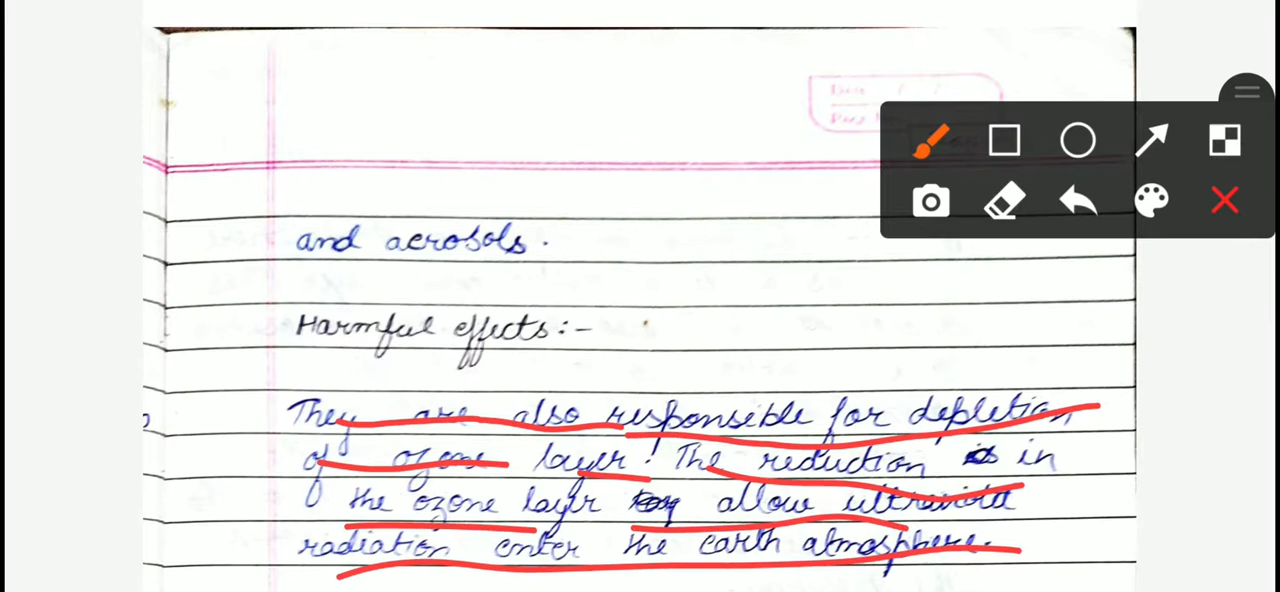 and aerosols.
Harmful effects:-
They are also responsible for depletion
of ozone layer! The reduction in
the ozone layer allow ultraviold
radiation enter the earth atmosphere.